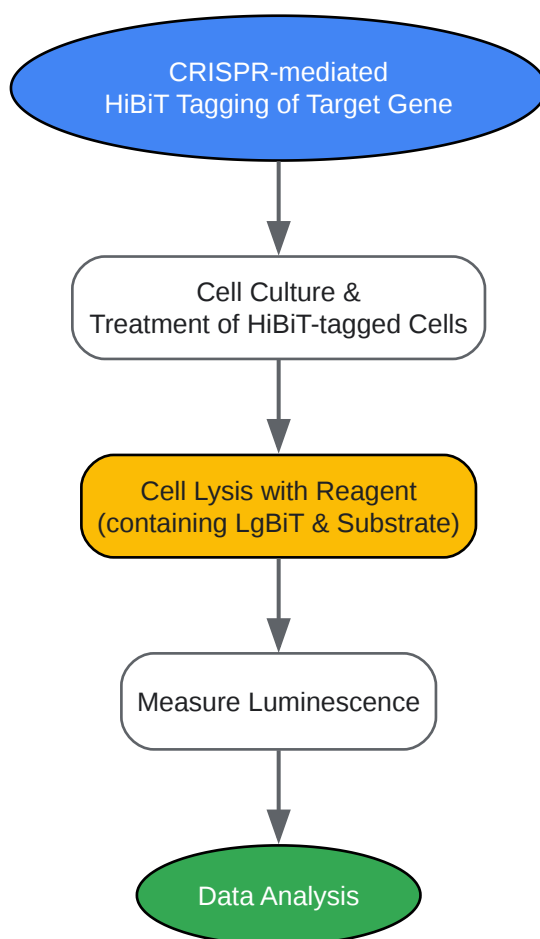 CRISPR-mediated
HiBiT Tagging of Target Gene
Cell Culture &
Treatment of HiBiT-tagged Cells
Cell Lysis with Reagent
(containing LgBiT & Substrate)
Measure Luminescence
Data Analysis